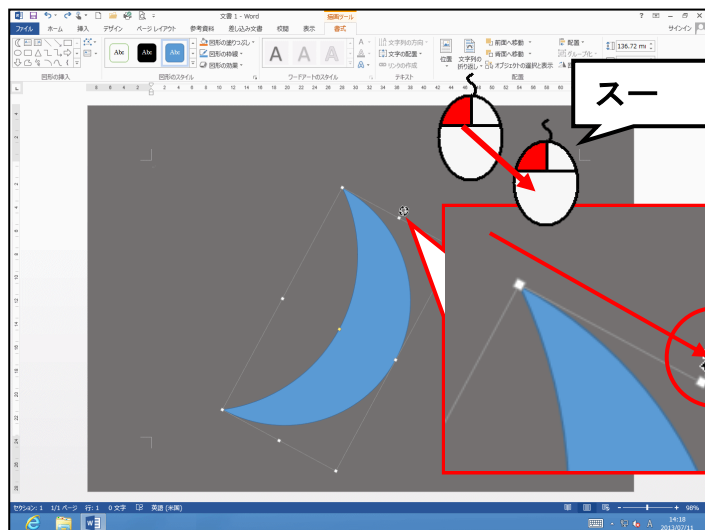 文書 1 - Word
描画ツール
ファイル ホーム 挿入 デザイン ページ レイアウト 参考資料 差し込み文書 校閲 表示 書式
サインイン
Abc Abc Abc
図形の塗りつぶし
図形の枠線
図形の効果
A A A
文字列の方向
文字の配置
リンクの作成
位置 文字列の折り返し
前面へ移動
背面へ移動
オブジェクトの選択と表示
配置
グループ化
136.72 mi
図形の挿入 図形のスタイル ワードアートのスタイル テキスト 配置
スー
セクション: 1 1/1 ページ 行: 1 0 文字 英語 (米国)
98%
14:18
2013/07/11